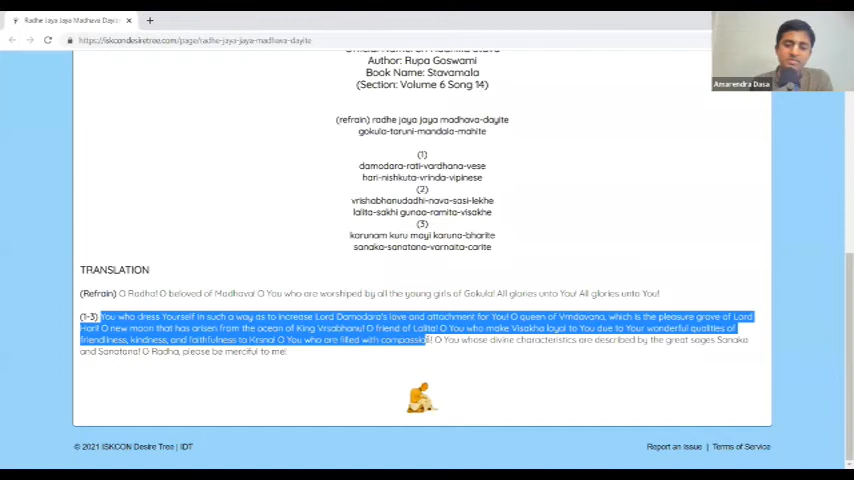 Radhe Jaya Jaya Madhava Dayite
https://iskcondesiretree.com/page/radhe-jaya-jaya-madhava-dayite
Amarendra Dasa
Author: Rupa Goswami
Book Name: Stavamala
(Section: Volume 6 Song 14)
(refrain) radhe jaya jaya madhava-dayite
gokula-taruni-mandala-mahite
(1)
damodara-rati-vardhana-vese
hari-nishkuta-vrinda-vipinese
(2)
vrishabhanudadhi-nava-sasi-lekhe
lalita-sakhi gunaa-ramita-visakhe
(3)
karunam kuru mayi karuna-bharite
sanaka-sanatana-varnaita-carite
TRANSLATION
(Refrain) O Radha! O beloved of Madhava! O You who are worshiped by all the young girls of Gokula! All glories unto You! All glories unto You!
(1-3) You who dress Yourself in such a way as to increase Lord Damodara's love and attachment for You! O queen of Vrndavana, which is the pleasure grove of Lord
Hari! O new moon that has arisen from the ocean of King Vrsabhanu! O friend of Lalita! O You who make Visakha loyal to You due to Your wonderful qualities of
friendliness, kindness, and faithfulness to Krsna! O You who are filled with compassion! O You whose divine characteristics are described by the great sages Sanaka
and Sanatana! O Radha, please be merciful to me!
© 2021 ISKCON Desire Tree | IDT
Report an Issue | Terms of Service